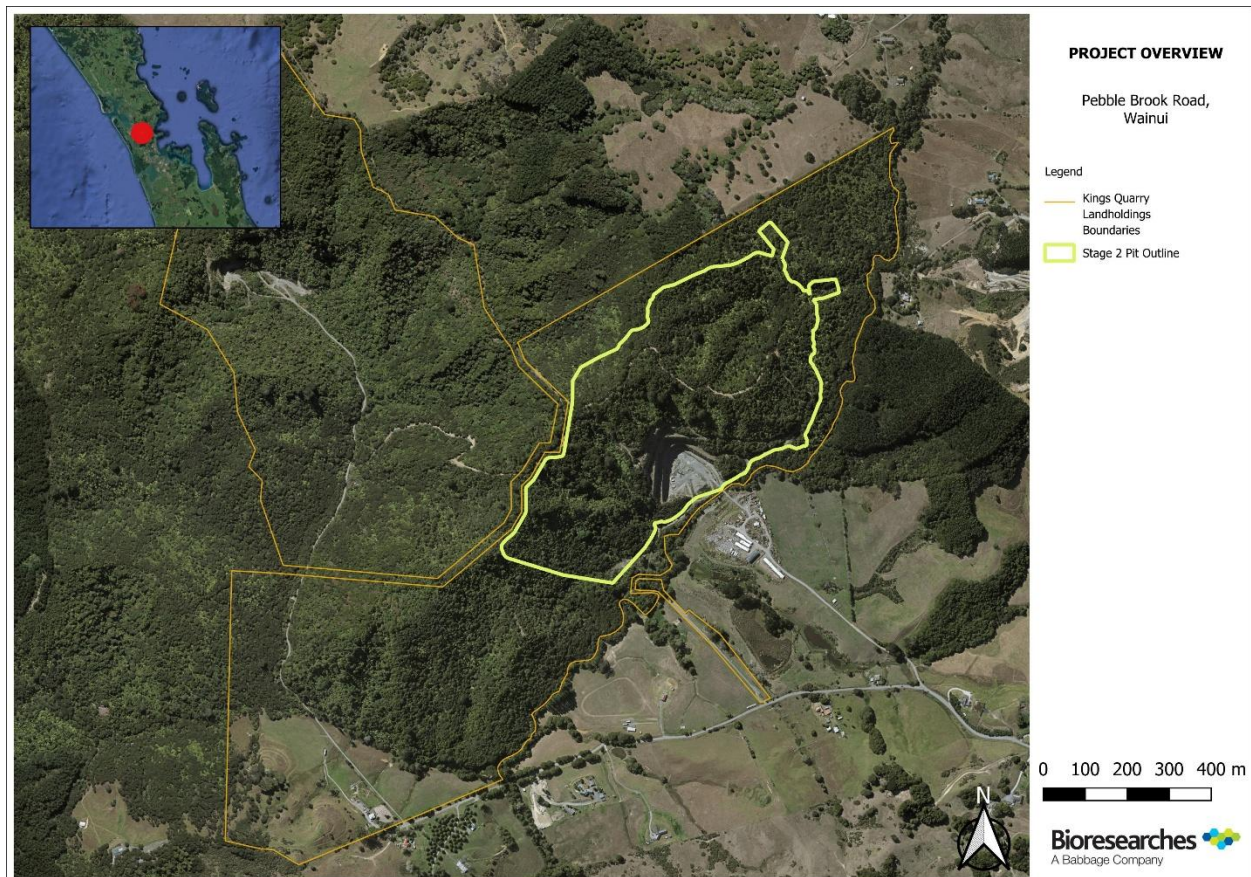 PROJECT OVERVIEW
Pebble Brook Road,
Wainui
Legend
Kings Quarry
Landholdings
Boundaries
Stage 2 Pit Outline
0 100 200 300 400 m
N
Bioresearches
A Babbage Company